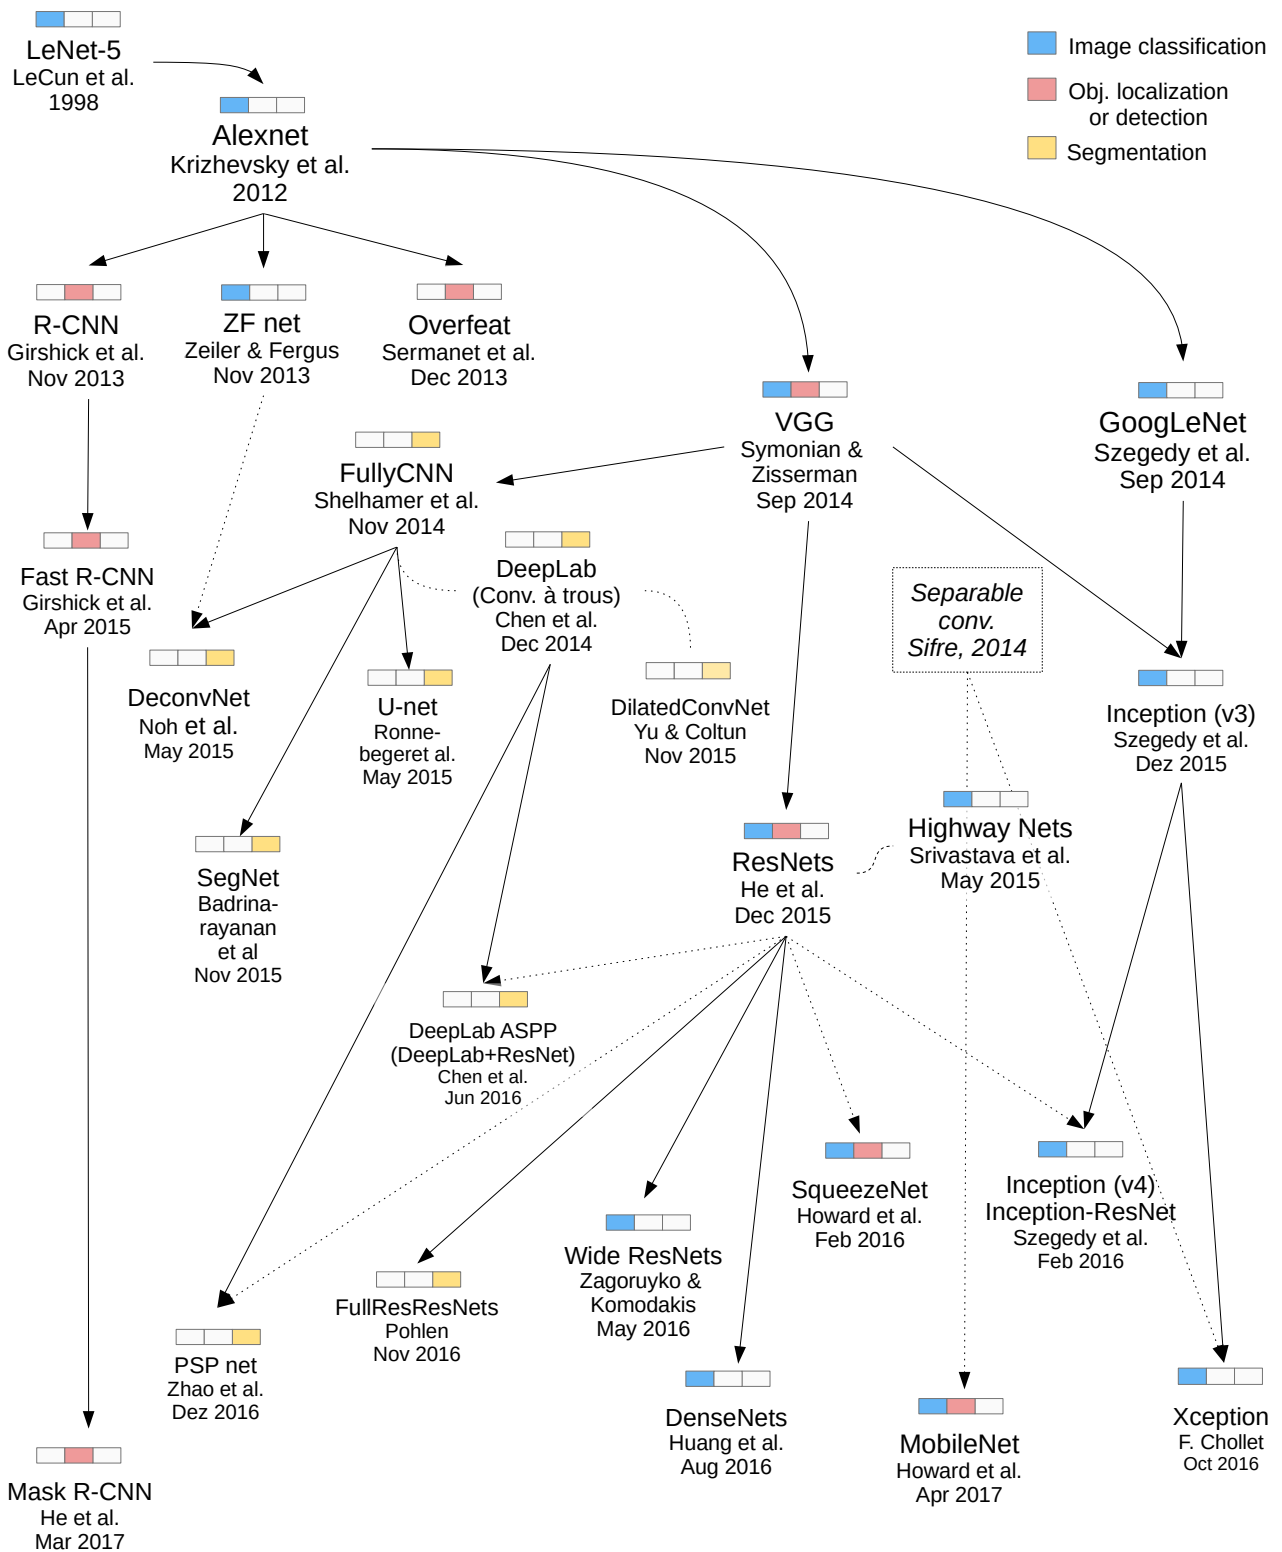 LeNet-5
LeCun et al.
1998
Image classification
Obj. localization
or detection
Segmentation
Alexnet
Krizhevsky et al.
2012
R-CNN
Girshick et al.
Nov 2013
ZF net
Zeiler & Fergus
Nov 2013
Overfeat
Sermanet et al.
Dec 2013
VGG
Symonian &
Zisserman
Sep 2014
GoogLeNet
Szegedy et al.
Sep 2014
FullyCNN
Shelhamer et al.
Nov 2014
Fast R-CNN
Girshick et al.
Apr 2015
DeepLab
(Conv. à trous)
Chen et al.
Dec 2014
Separable
conv.
Sifre, 2014
DeconvNet
Noh et al.
May 2015
U-net
Ronne-
begeret al.
May 2015
DilatedConvNet
Yu & Coltun
Nov 2015
Inception (v3)
Szegedy et al.
Dez 2015
SegNet
Badrina-
rayanan
et al
Nov 2015
ResNets
He et al.
Dec 2015
Highway Nets
Srivastava et al.
May 2015
DeepLab ASPP
(DeepLab+ResNet)
Chen et al.
Jun 2016
SqueezeNet
Howard et al.
Feb 2016
Inception (v4)
Inception-ResNet
Szegedy et al.
Feb 2016
Wide ResNets
Zagoruyko &
Komodakis
May 2016
FullResResNets
Pohlen
Nov 2016
PSP net
Zhao et al.
Dez 2016
DenseNets
Huang et al.
Aug 2016
MobileNet
Howard et al.
Apr 2017
Xception
F. Chollet
Oct 2016
Mask R-CNN
He et al.
Mar 2017